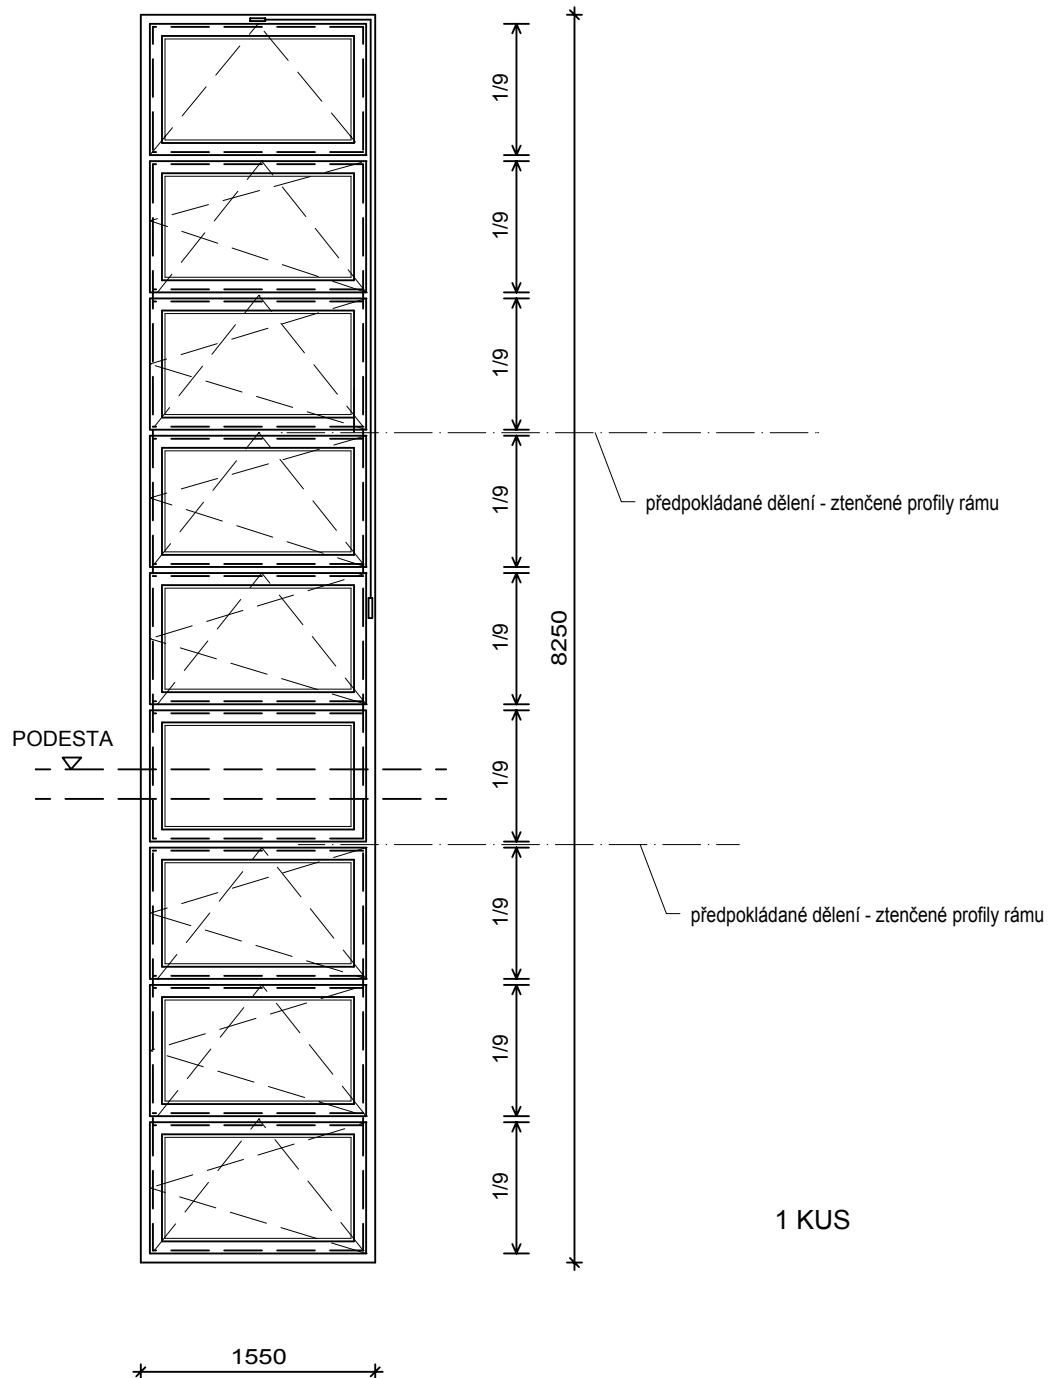 1/9
1/9
1/9
1/9
předpokládané dělení - ztenčené profily rámu
1/9
8250
PODESTA
1/9
1/9
předpokládané dělení - ztenčené profily rámu
1/9
1/9
1 KUS
1550